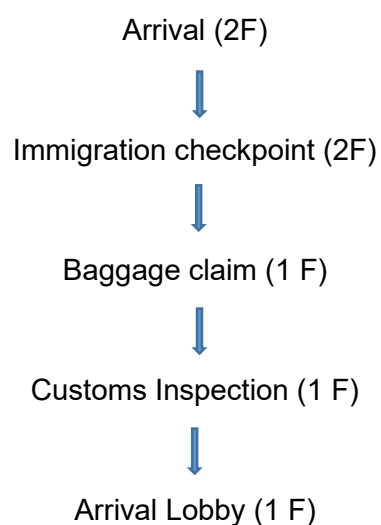 Arrival (2F)
Immigration checkpoint (2F)
Baggage claim (1 F)
Customs Inspection (1 F)
Arrival Lobby (1 F)